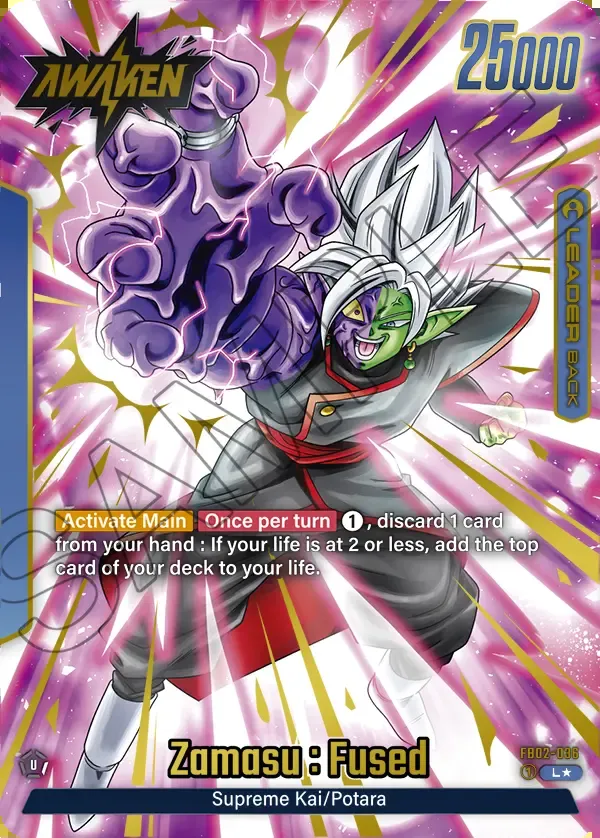 AWAKEN
25000
LEADER BACK
Activate Main Once per turn 1 , discard 1 card
from your hand : If your life is at 2 or less, add the top
card of your deck to your life.
SAMPLE
Zamasu : Fused
FB02-036
U
1 L★
Supreme Kai/Potara